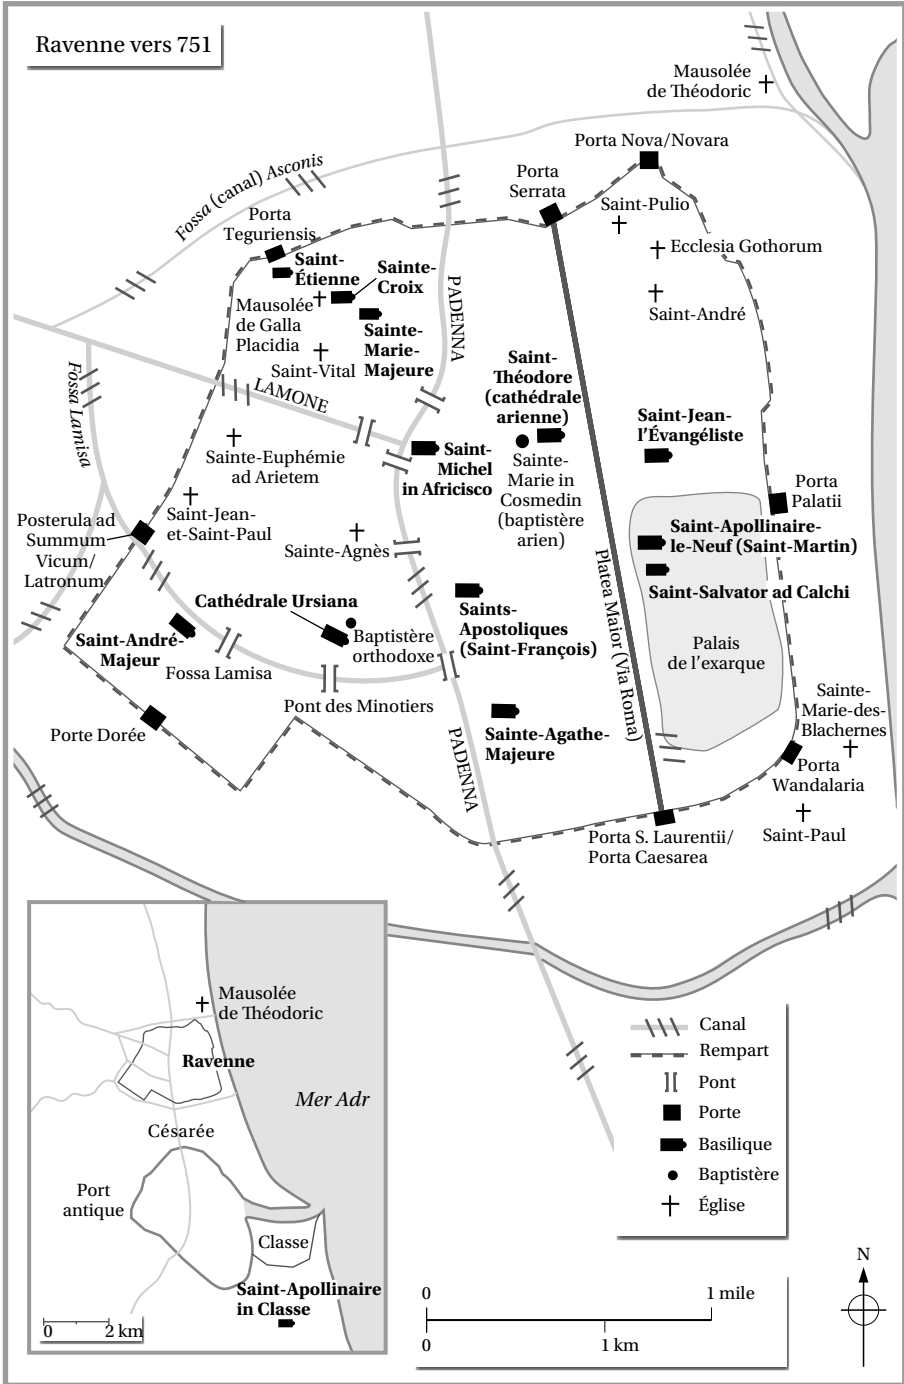 Ravenne vers 751
Mausolée
de Théodoric
Porta Nova/Novara
Porta
Serrata
Fossa (canal) Asconis
Saint-Pulio
Porta
Teguriensis
Ecclesia Gothorum
Saint-
Étienne
Sainte-
Croix
Mausolée
de Galla
Placidia
PADENNA
Saint-André
Sainte-
Marie-
Majeure
Saint-Vital
Saint-
Théodore
(cathédrale
arienne)
Fossa Lamisa
LAMONE
Saint-Jean-
l'Évangéliste
Sainte-Euphémie
ad Arietem
Saint-
Michel
in Africisco
Sainte-
Marie in
Cosmedin
(baptistère
arien)
Porta
Palatii
Saint-Jean-
et-Saint-Paul
Posterula ad
Summum
Vicum/
Latronum
Sainte-Agnès
Saint-Apollinaire-
le-Neuf (Saint-Martin)
Platea Maior (Via Roma)
Saint-Salvator ad Calchi
Cathédrale Ursiana
Saints-
Apostoliques
(Saint-François)
Saint-André-
Majeur
Baptistère
orthodoxe
Palais
de l'exarque
Fossa Lamisa
Pont des Minotiers
Sainte-
Marie-des-
Blachernes
Porte Dorée
Sainte-Agathe-
Majeure
PADENNA
Porta
Wandalaria
Porta S. Laurentii/
Porta Caesarea
Saint-Paul
Mausolée
de Théodoric
Ravenne
Mer Adr
Césarée
Port
antique
Classe
Saint-Apollinaire
in Classe
0 2 km
Canal
Rempart
Pont
Porte
Basilique
Baptistère
Église
0 1 mile
0 1 km
N